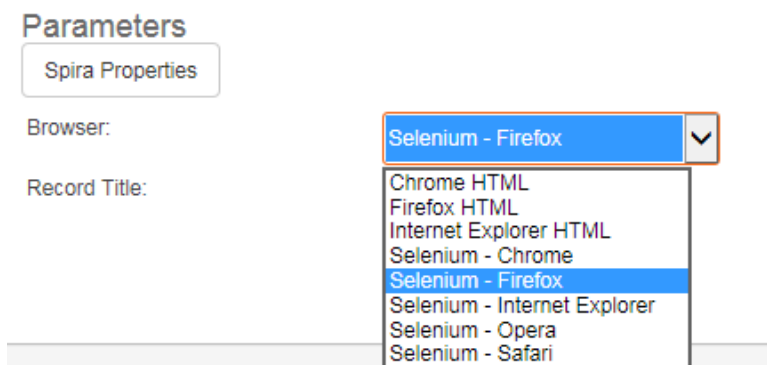 Parameters
Spira Properties
Browser:
Selenium - Firefox
Record Title:
Chrome HTML
Firefox HTML
Internet Explorer HTML
Selenium - Chrome
Selenium - Firefox
Selenium - Internet Explorer
Selenium - Opera
Selenium - Safari